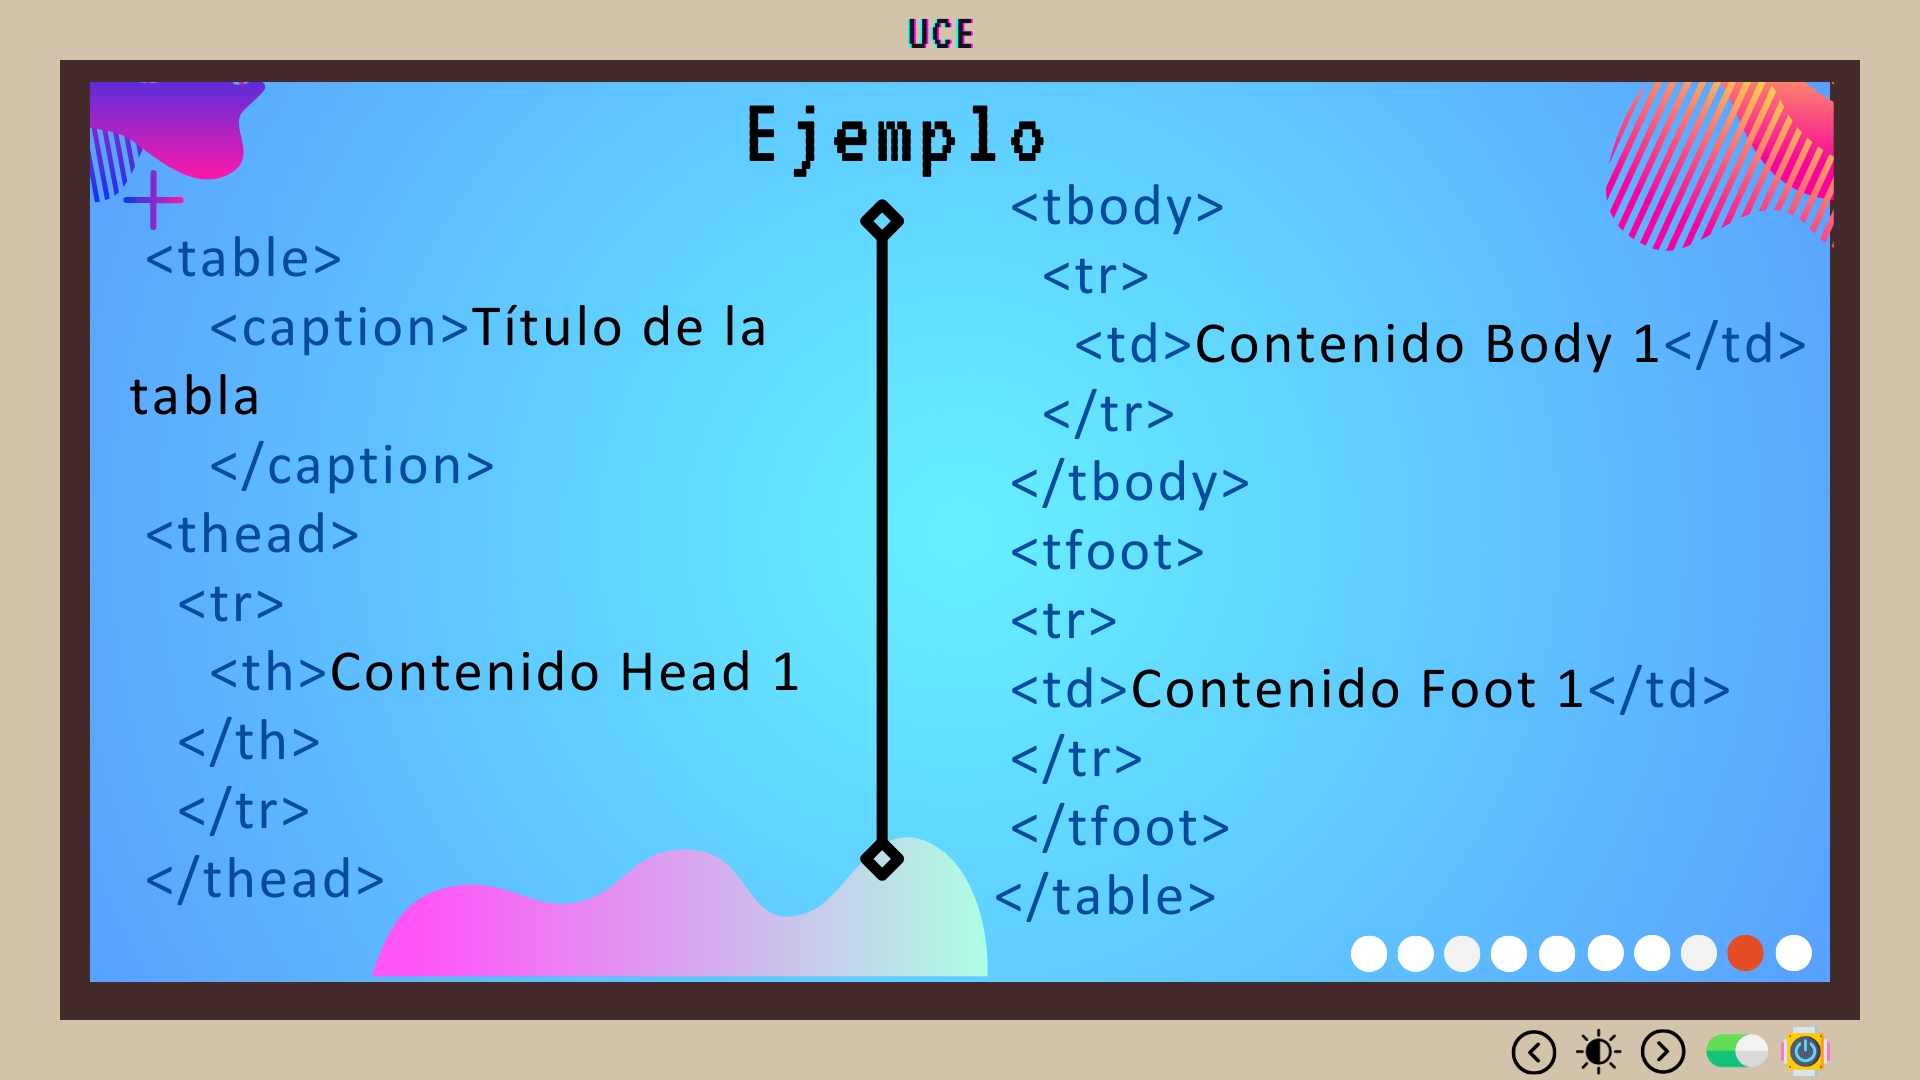 UCE
Ejemplo
<table>
<caption>Título de la
tabla
</caption>
<thead>
<tr>
<th>Contenido Head 1
</th>
</tr>
</thead>
<tbody>
<tr>
<td>Contenido Body 1</td>
</tr>
</tbody>
<tfoot>
<tr>
<td>Contenido Foot 1</td>
</tr>
</tfoot>
</table>